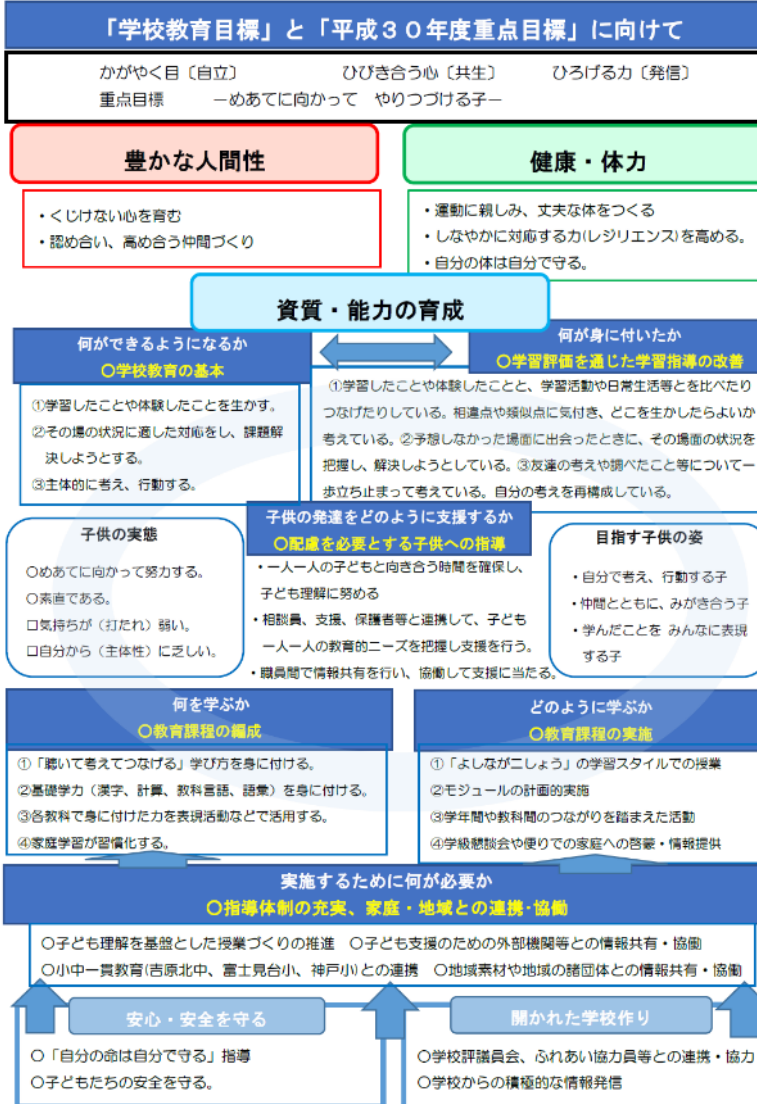 「学校教育目標」と「平成３０年度重点目標」に向けて
かがやく目〔自立〕 ひびき合う心〔共生〕 ひろげる力〔発信〕
重点目標 ーめあてに向かって やりつづける子ー
豊かな人間性
・くじけない心を育む
・認め合い、高め合う仲間づくり
健康・体力
・運動に親しみ、丈夫な体をつくる
・しなやかに対応する力(レジリエンス)を高める。
・自分の体は自分で守る。
資質・能力の育成
何ができるようになるか
〇学校教育の基本
①学習したことや体験したことを生かす。
②その場の状況に適した対応をし、課題解
決しようとする。
③主体的に考え、行動する。
何が身に付いたか
〇学習評価を通じた学習指導の改善
①学習したことや体験したことと、学習活動や日常生活等とを比べたり
つなげたりしている。相違点や類似点に気付き、どこを生かしたらよいか
考えている。②予想しなかった場面に出会ったときに、その場面の状況を
把握し、解決しようとしている。③友達の考えや調べたこと等について一
歩立ち止まって考えている。自分の考えを再構成している。
子供の実態
〇めあてに向かって努力する。
〇素直である。
□気持ちが（打たれ）弱い。
□自分から（主体性）に乏しい。
子供の発達をどのように支援するか
〇配慮を必要とする子供への指導
・一人一人の子どもと向き合う時間を確保し、
子ども理解に努める
・相談員、支援、保護者等と連携して、子ども
一人一人の教育的ニーズを把握し支援を行う。
・職員間で情報共有を行い、協働して支援に当たる。
目指す子供の姿
・自分で考え、行動する子
・仲間とともに、みがき合う子
・学んだことを みんなに表現
する子
何を学ぶか
〇教育課程の編成
①「聴いて考えてつなげる」学び方を身に付ける。
②基礎学力（漢字、計算、教科言語、語彙）を身に付ける。
③各教科で身に付けた力を表現活動などで活用する。
④家庭学習が習慣化する。
どのように学ぶか
〇教育課程の実施
①「よしなが二しょう」の学習スタイルでの授業
②モジュールの計画的実施
③学年間や教科間のつながりを踏まえた活動
④学級懇談会や便りでの家庭への啓蒙・情報提供
実施するために何が必要か
〇指導体制の充実、家庭・地域との連携・協働
〇子ども理解を基盤とした授業づくりの推進 〇子ども支援のための外部機関等との情報共有・協働
〇小中一貫教育(吉原北中、富士見台小、神戸小)との連携 〇地域素材や地域の諸団体との情報共有・協働
安心・安全を守る
〇「自分の命は自分で守る」指導
〇子どもたちの安全を守る。
開かれた学校作り
〇学校評議員会、ふれあい協力員等との連携・協力
〇学校からの積極的な情報発信